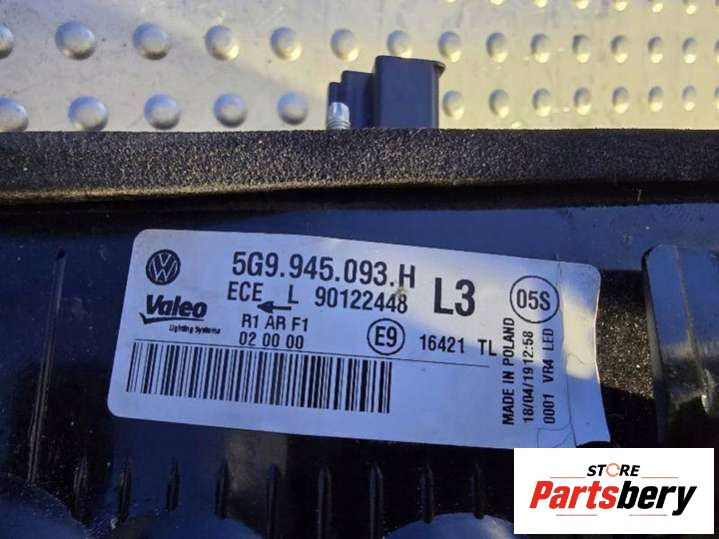 5G9.945.093.H
ECE L 90122448
L3
05S
Valeo
Lighting Systems
R1 AR F1
02 00 00
E9
16421 TL
MADE IN POLAND
18/04/19 12:58
0001 VR4 LED
STORE
Partsbery